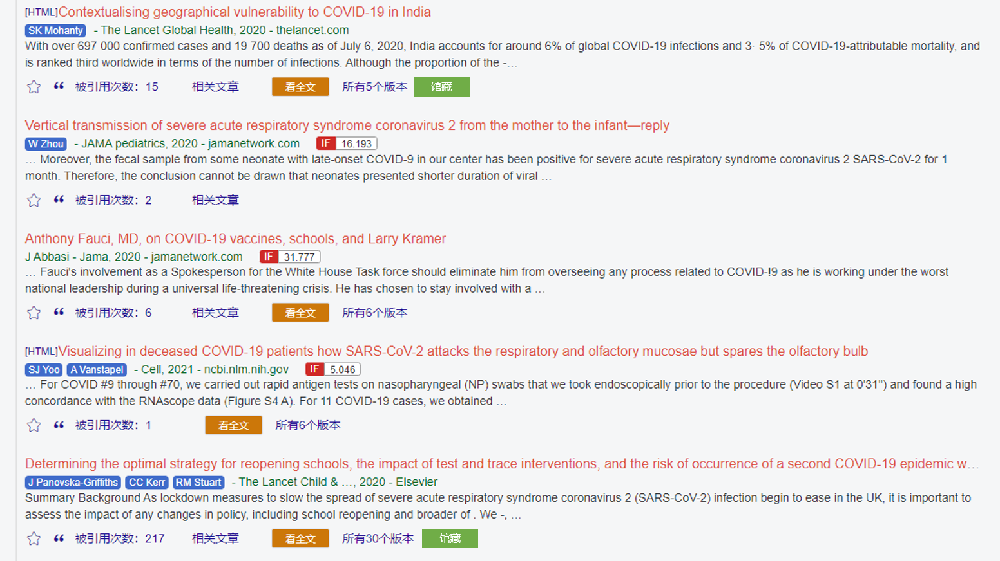 [HTML]Contextualising geographical vulnerability to COVID-19 in India
SK Mohanty - The Lancet Global Health, 2020 - thelancet.com
With over 697 000 confirmed cases and 19 700 deaths as of July 6, 2020, India accounts for around 6% of global COVID-19 infections and 3· 5% of COVID-19-attributable mortality, and
is ranked third worldwide in terms of the number of infections. Although the proportion of the -…
被引用次数：15 相关文章 看全文 所有5个版本 馆藏
Vertical transmission of severe acute respiratory syndrome coronavirus 2 from the mother to the infant—reply
W Zhou - JAMA pediatrics, 2020 - jamanetwork.com IF 16.193
… Moreover, the fecal sample from some neonate with late-onset COVID-9 in our center has been positive for severe acute respiratory syndrome coronavirus 2 SARS-CoV-2 for 1
month. Therefore, the conclusion cannot be drawn that neonates presented shorter duration of viral …
被引用次数：2 相关文章
Anthony Fauci, MD, on COVID-19 vaccines, schools, and Larry Kramer
J Abbasi - Jama, 2020 - jamanetwork.com IF 31.777
… Fauci's involvement as a Spokesperson for the White House Task force should eliminate him from overseeing any process related to COVID-!9 as he is working under the worst
national leadership during a universal life-threatening crisis. He has chosen to stay involved with a …
被引用次数：6 相关文章 看全文 所有6个版本
[HTML]Visualizing in deceased COVID-19 patients how SARS-CoV-2 attacks the respiratory and olfactory mucosae but spares the olfactory bulb
SJ Yoo A Vanstapel - Cell, 2021 - ncbi.nlm.nih.gov IF 5.046
… For COVID #9 through #70, we carried out rapid antigen tests on nasopharyngeal (NP) swabs that we took endoscopically prior to the procedure (Video S1 at 0'31") and found a high
concordance with the RNAscope data (Figure S4 A). For 11 COVID-19 cases, we obtained …
被引用次数：1 看全文 所有6个版本
Determining the optimal strategy for reopening schools, the impact of test and trace interventions, and the risk of occurrence of a second COVID-19 epidemic w…
J Panovska-Griffiths CC Kerr RM Stuart - The Lancet Child & …, 2020 - Elsevier
Summary Background As lockdown measures to slow the spread of severe acute respiratory syndrome coronavirus 2 (SARS-CoV-2) infection begin to ease in the UK, it is important to
assess the impact of any changes in policy, including school reopening and broader of . We -, …
被引用次数：217 相关文章 看全文 所有30个版本 馆藏